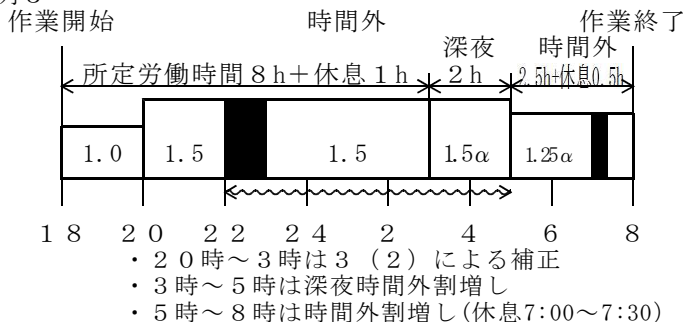 作業開始 時間外 作業終了
深夜 時間外
所定労働時間8h+休息1h 2h 2.5h+休息0.5h
1.0 1.5 1.5 1.5α 1.25α
18 20 22 24 2 4 6 8
・20時~3時は3(2)による補正
・3時~5時は深夜時間外割増し
・5時~8時は時間外割増し(休息7:00~7:30)